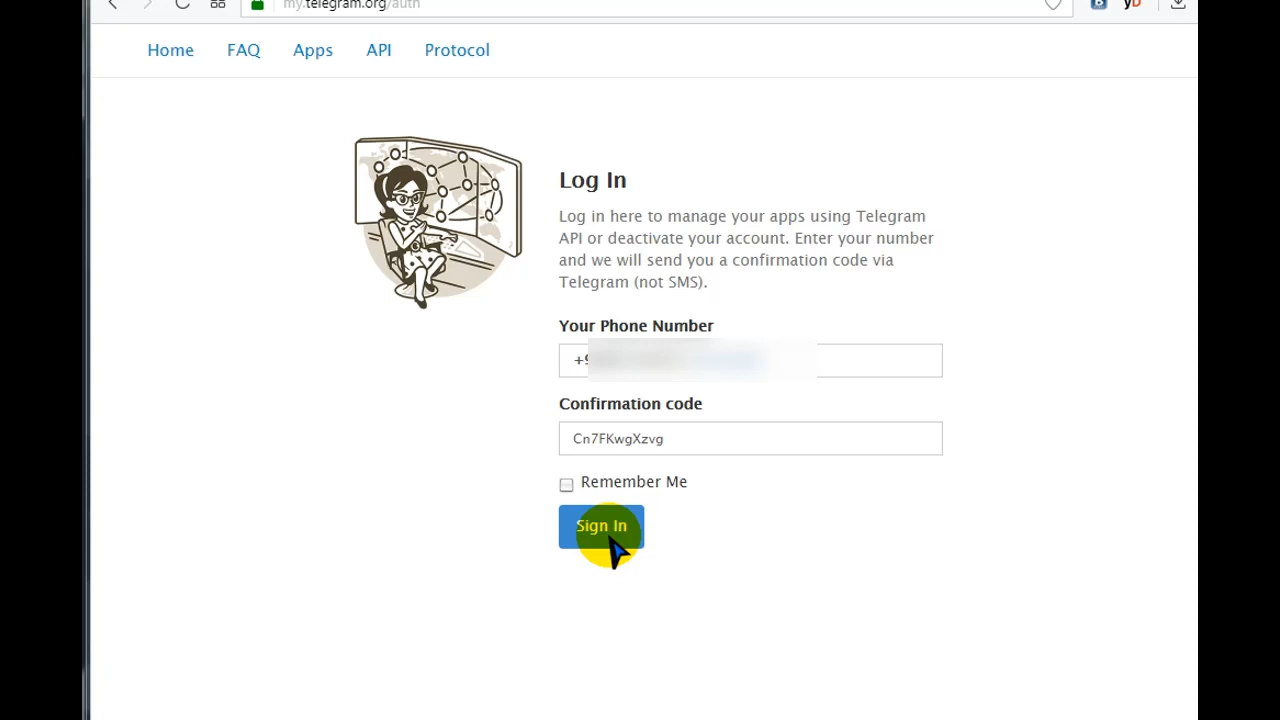 my.telegram.org/auth
Home FAQ Apps API Protocol
Log In
Log in here to manage your apps using Telegram
API or deactivate your account. Enter your number
and we will send you a confirmation code via
Telegram (not SMS).
Your Phone Number
+9
Confirmation code
Cn7FKwgXzvg
Remember Me
Sign In